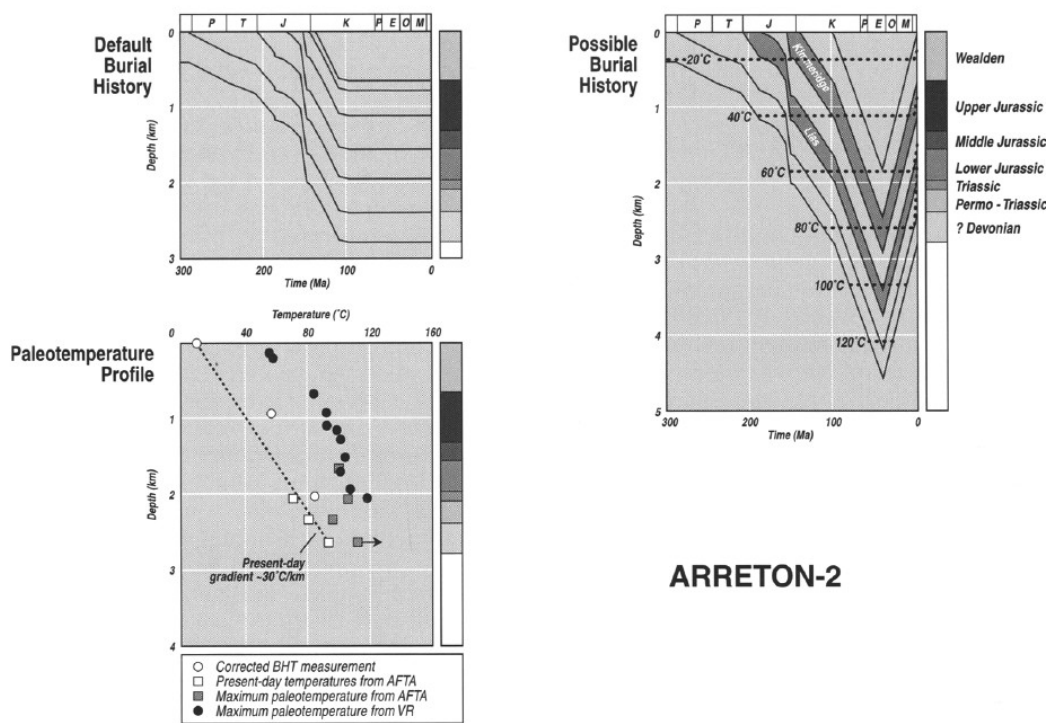 P T J K P E O M
Default
Burial
History
0
1
2
3
Depth (km)
300 200 100 0
Time (Ma)
P T J K P E O M
Possible
Burial
History
0
1
2
3
4
5
Depth (km)
20˚C
40˚C
60˚C
80˚C
100˚C
120˚C
Kimmeridge
Lias
300 200 100 0
Time (Ma)
Wealden
Upper Jurassic
Middle Jurassic
Lower Jurassic
Triassic
Permo - Triassic
? Devonian
Temperature (˚C)
0 40 80 120 160
Paleotemperature
Profile
1
2
3
4
Depth (km)
Present-day
gradient ~30˚C/km
Corrected BHT measurement
Present-day temperatures from AFTA
Maximum paleotemperature from AFTA
Maximum paleotemperature from VR
ARRETON-2